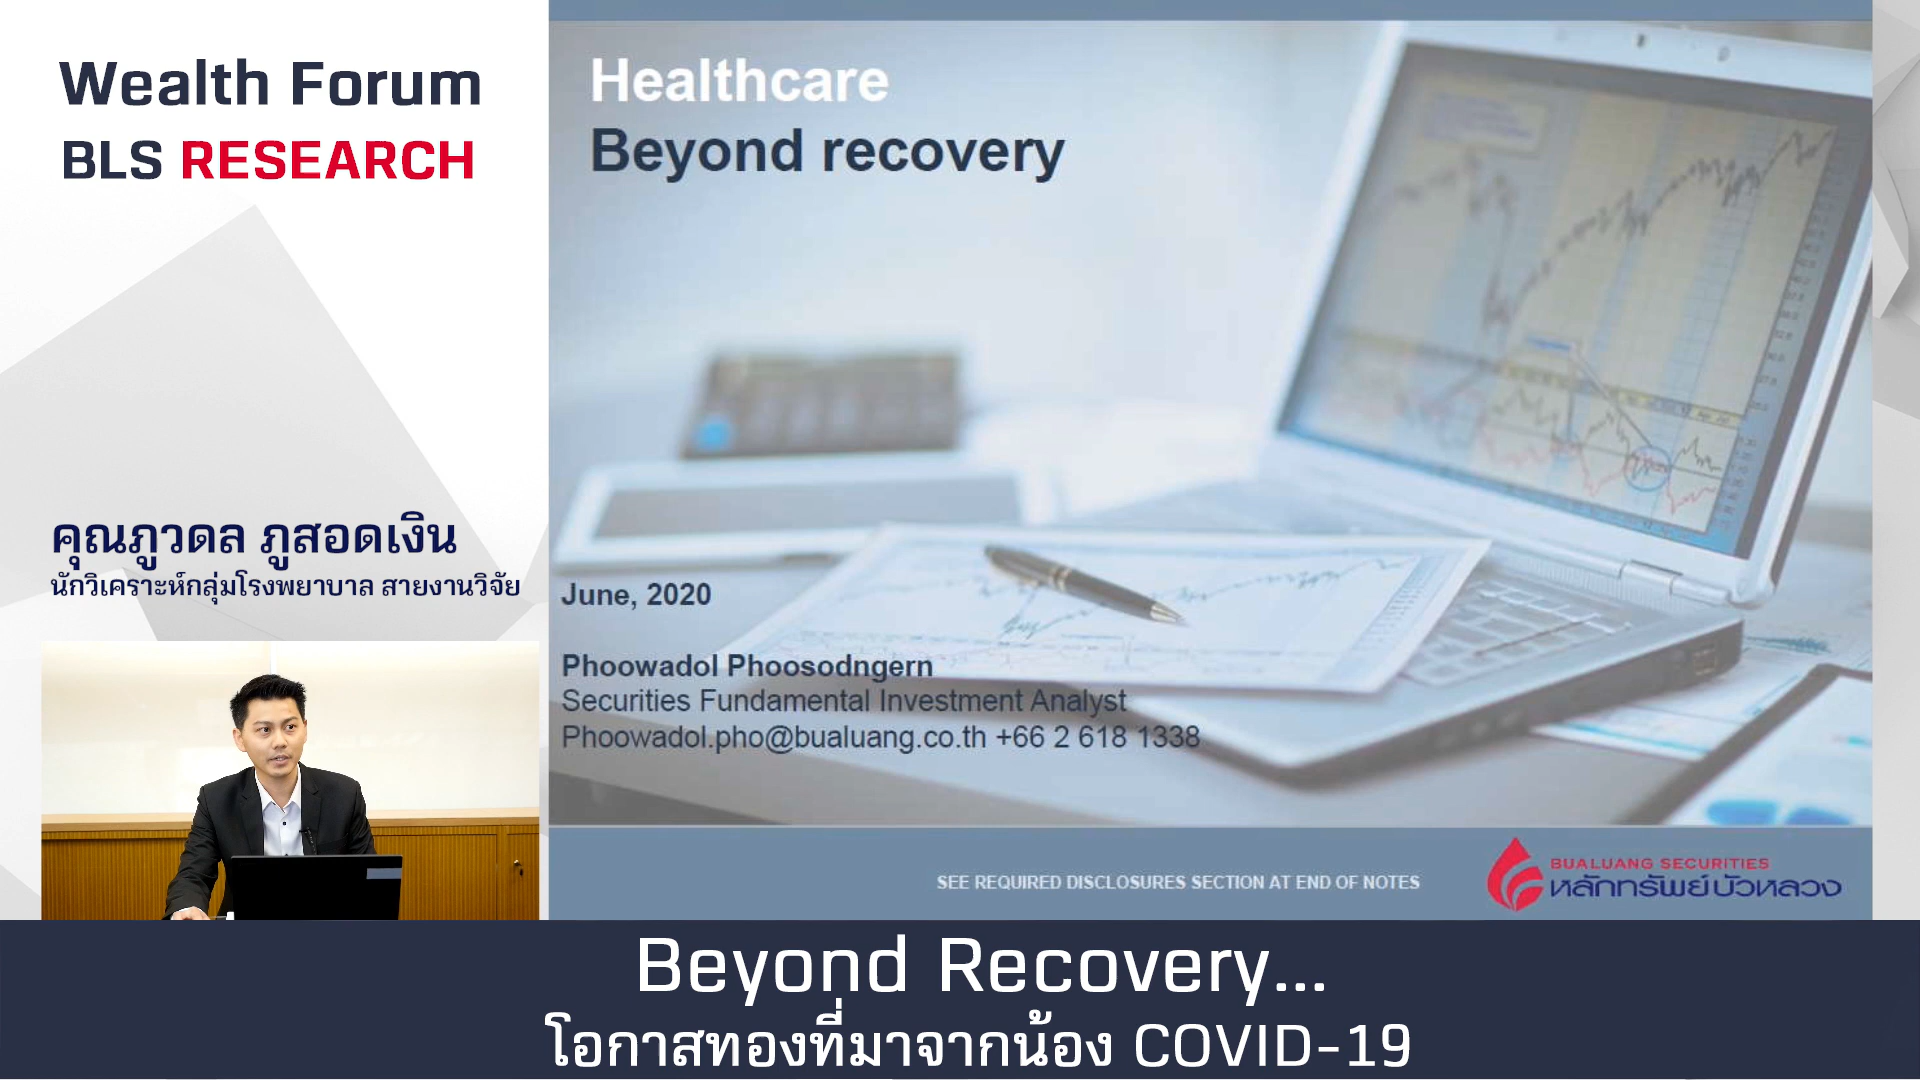 Wealth Forum
BLS RESEARCH
คุณภูวดล ภูสอดเงิน
นักวิเคราะห์กลุ่มโรงพยาบาล สายงานวิจัย
Healthcare
Beyond recovery
June, 2020
Phoowadol Phoosodngern
Securities Fundamental Investment Analyst
Phoowadol.pho@bualuang.co.th +66 2 618 1338
SEE REQUIRED DISCLOSURES SECTION AT END OF NOTES
BUALUANG SECURITIES
หลักทรัพย์บัวหลวง
Beyond Recovery...
โอกาสทองที่มาจากน้อง COVID-19